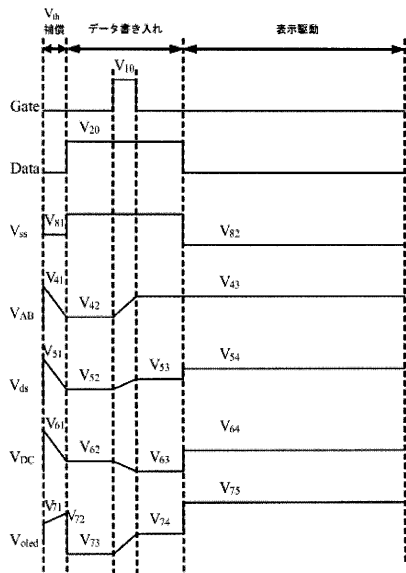 Vth
補償 データ書き入れ 表示駆動
V10
Gate
V20
Data
V81
Vss V82
V41 V43
V42
VAB
V51 V53 V54
V52
Vds
V61 V64
V62
VDC V63
V75
V71
V72 V74
Voled V73